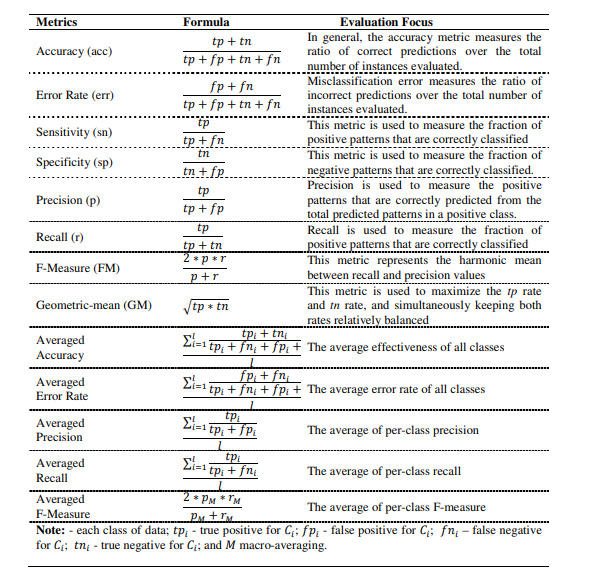 Metrics Formula Evaluation Focus
Accuracy (acc) (tp + tn) / (tp + fp + tn + fn) In general, the accuracy metric measures the
ratio of correct predictions over the total
number of instances evaluated.
Error Rate (err) (fp + fn) / (tp + fp + tn + fn) Misclassification error measures the ratio of
incorrect predictions over the total number of
instances evaluated.
Sensitivity (sn) tp / (tp + fn) This metric is used to measure the fraction of
positive patterns that are correctly classified
Specificity (sp) tn / (tn + fp) This metric is used to measure the fraction of
negative patterns that are correctly classified.
Precision (p) tp / (tp + fp) Precision is used to measure the positive
patterns that are correctly predicted from the
total predicted patterns in a positive class.
Recall (r) tp / (tp + tn) Recall is used to measure the fraction of
positive patterns that are correctly classified
F-Measure (FM) (2 * p * r) / (p + r) This metric represents the harmonic mean
between recall and precision values
Geometric-mean (GM) √(tp * tn) This metric is used to maximize the tp rate
and tn rate, and simultaneously keeping both
rates relatively balanced
Averaged
Accuracy
(∑ᵢ₌₁ˡ (tpᵢ + tnᵢ) / (tpᵢ + fnᵢ + fpᵢ +)) / l The average effectiveness of all classes
Averaged
Error Rate
(∑ᵢ₌₁ˡ (fpᵢ + fnᵢ) / (tpᵢ + fnᵢ + fpᵢ +)) / l The average error rate of all classes
Averaged
Precision
(∑ᵢ₌₁ˡ tpᵢ / (tpᵢ + fpᵢ)) / l The average of per-class precision
Averaged
Recall
(∑ᵢ₌₁ˡ tpᵢ / (tpᵢ + fnᵢ)) / l The average of per-class recall
Averaged
F-Measure
(2 * p_M * r_M) / (p_M + r_M) The average of per-class F-measure
Note: - each class of data; tpᵢ - true positive for Cᵢ; fpᵢ - false positive for Cᵢ; fnᵢ – false negative
for Cᵢ; tnᵢ - true negative for Cᵢ; and M macro-averaging.